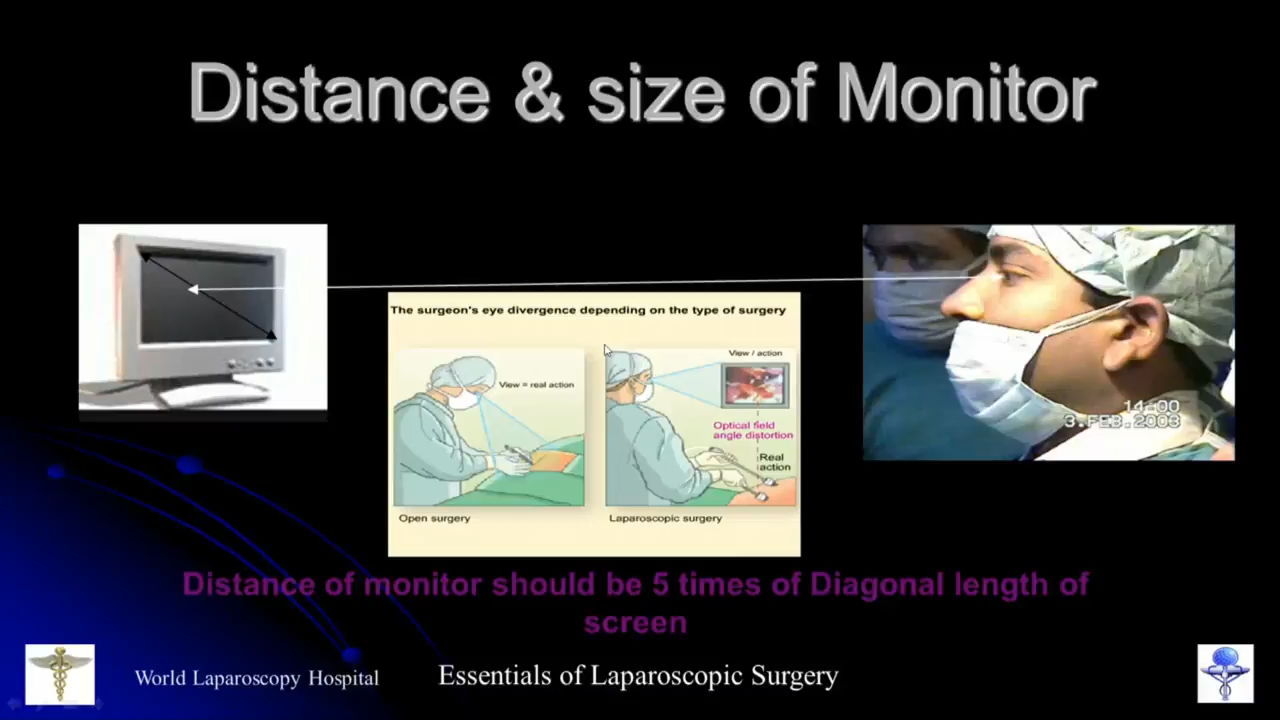 Distance & size of Monitor
The surgeon's eye divergence depending on the type of surgery
View = real action
View / action
Optical field
angle distortion
Real
action
Open surgery
Laparoscopic surgery
14:00
3.FEB.2003
Distance of monitor should be 5 times of Diagonal length of
screen
World Laparoscopy Hospital
Essentials of Laparoscopic Surgery